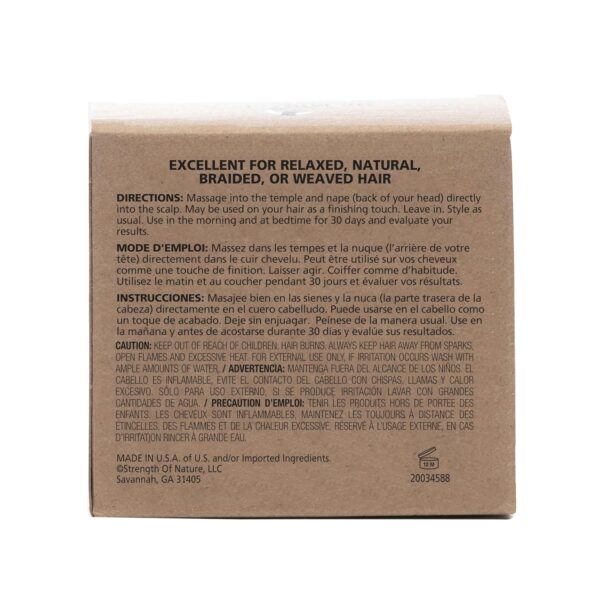 EXCELLENT FOR RELAXED, NATURAL,
BRAIDED, OR WEAVED HAIR
DIRECTIONS: Massage into the temple and nape (back of your head) directly
into the scalp. May be used on your hair as a finishing touch. Leave in. Style as
usual. Use in the morning and at bedtime for 30 days and evaluate your
results.
MODE D'EMPLOI: Massez dans les tempes et la nuque (l'arrière de votre
tête) directement dans le cuir chevelu. Peut être utilisé sur vos cheveux
comme une touche de finition. Laisser agir. Coiffer comme d'habitude.
Utilisez le matin et au coucher pendant 30 jours et évaluer vos résultats.
INSTRUCCIONES: Masajee bien en las sienes y la nuca (la parte trasera de la
cabeza) directamente en el cuero cabelludo. Puede usarse en el cabello como
un toque de acabado. Deje sin enjuagar. Peínese de la manera usual. Use en
la mañana y antes de acostarse durante 30 días y evalue sus resultados.
CAUTION: KEEP OUT OF REACH OF CHILDREN. HAIR BURNS. ALWAYS KEEP HAIR AWAY FROM SPARKS,
OPEN FLAMES AND EXCESSIVE HEAT. FOR EXTERNAL USE ONLY, IF IRRITATION OCCURS WASH WITH
AMPLE AMOUNTS OF WATER, / ADVERTENCIA: MANTENGA FUERA DEL ALCANCE DE LOS NIÑOS. EL
CABELLO ES INFLAMABLE, EVITE EL CONTACTO DEL CABELLO CON CHISPAS, LLAMAS Y CALOR
EXCESIVO. SÓLO PARA USO EXTERNO, SI SE PRODUCE IRRITACIÓN LAVAR CON GRANDES
CANTIDADES DE AGUA. / PRECAUTION D'EMPLOI: TENIR LES PRODUITS HORS DE PORTEE DES
ENFANTS. LES CHEVEUX SONT INFLAMMABLES, MAINTENEZ LES TOUJOURS À DISTANCE DES
ETINCELLES, DES FLAMMES ET DE LA CHALEUR EXCESSIVE. RÉSERVÉ À L'USAGE EXTERNE, EN CAS
D'IRRITATION RINCER À GRANDE EAU.
MADE IN U.S.A. of U.S. and/or Imported Ingredients.
©Strength Of Nature, LLC
Savannah, GA 31405
12 M
20034588